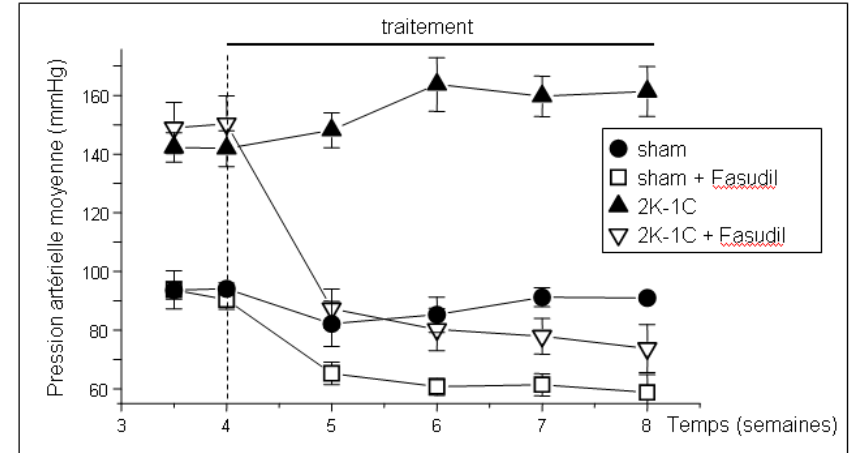 traitement
Pression artérielle moyenne (mmHg)
160
140
120
100
80
60
sham
sham + Fasudil
2K-1C
2K-1C + Fasudil
3 4 5 6 7 8 Temps (semaines)